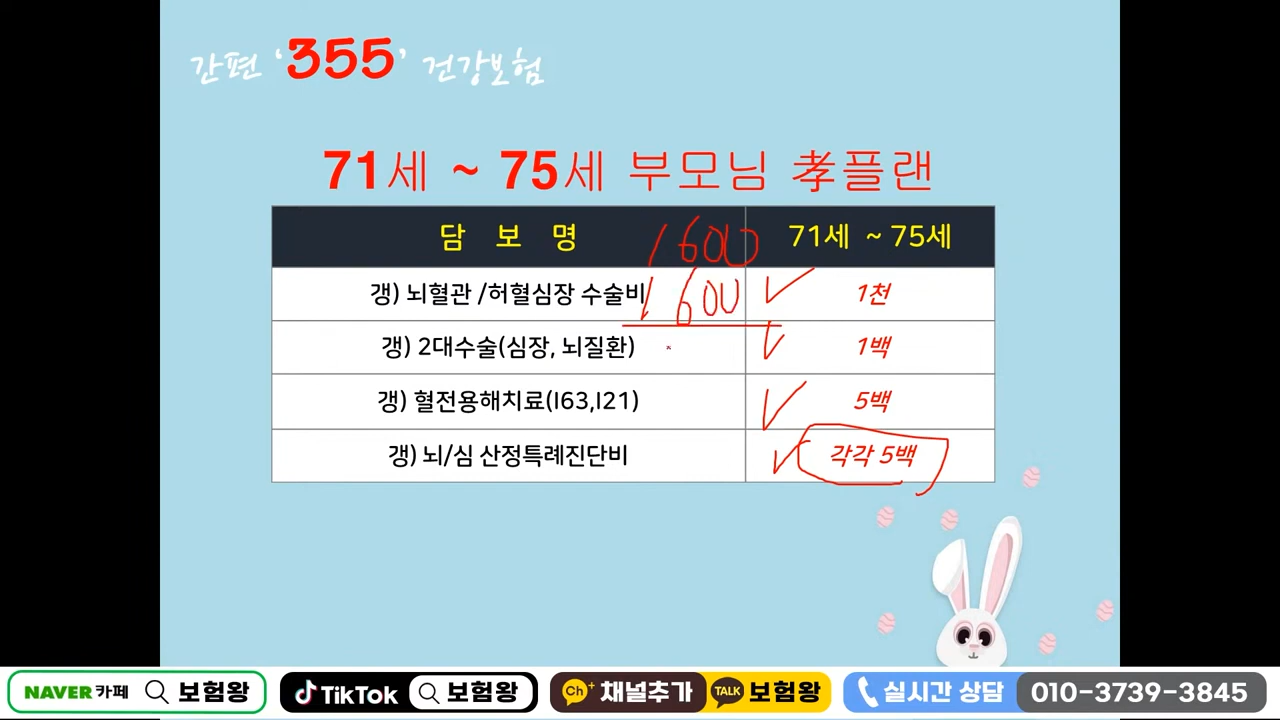 간편 '355' 건강보험
71세 ~ 75세 부모님 孝플랜
담 보 명 71세 ~ 75세
1600
갱) 뇌혈관 /허혈심장 수술비 1천
1600
갱) 2대수술(심장, 뇌질환) 1백
갱) 혈전용해치료(I63,I21) 5백
갱) 뇌/심 산정특례진단비 각각 5백
NAVER 카페 보험왕
TikTok 보험왕
Ch+ 채널추가 TALK 보험왕
실시간 상담 010-3739-3845